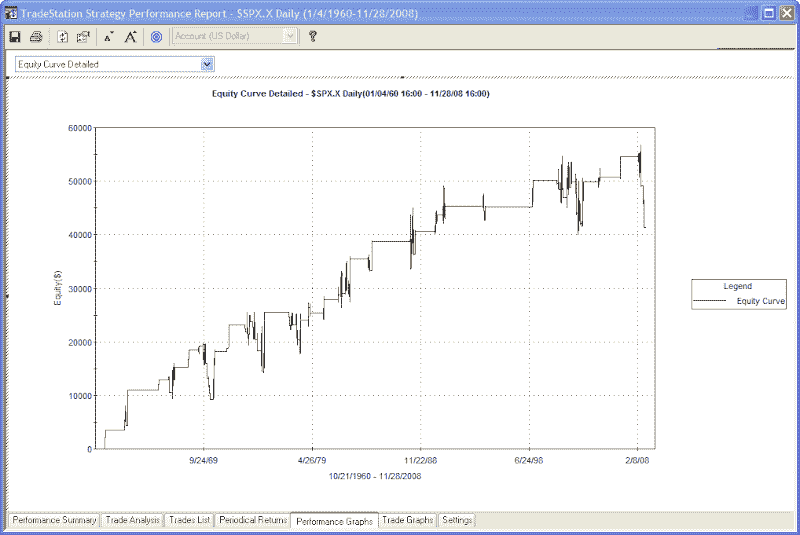 TradeStation Strategy Performance Report - $SPX.X Daily (1/4/1960-11/28/2008)
Account (US Dollar)
Equity Curve Detailed
Equity Curve Detailed - $SPX.X Daily(01/04/60 16:00 - 11/28/08 16:00)
60000
50000
40000
30000
20000
10000
0
Equity($)
Legend
Equity Curve
9/24/69 4/26/79 11/22/88 6/24/98 2/8/08
10/21/1960 - 11/28/2008
Performance Summary Trade Analysis Trades List Periodical Returns Performance Graphs Trade Graphs Settings